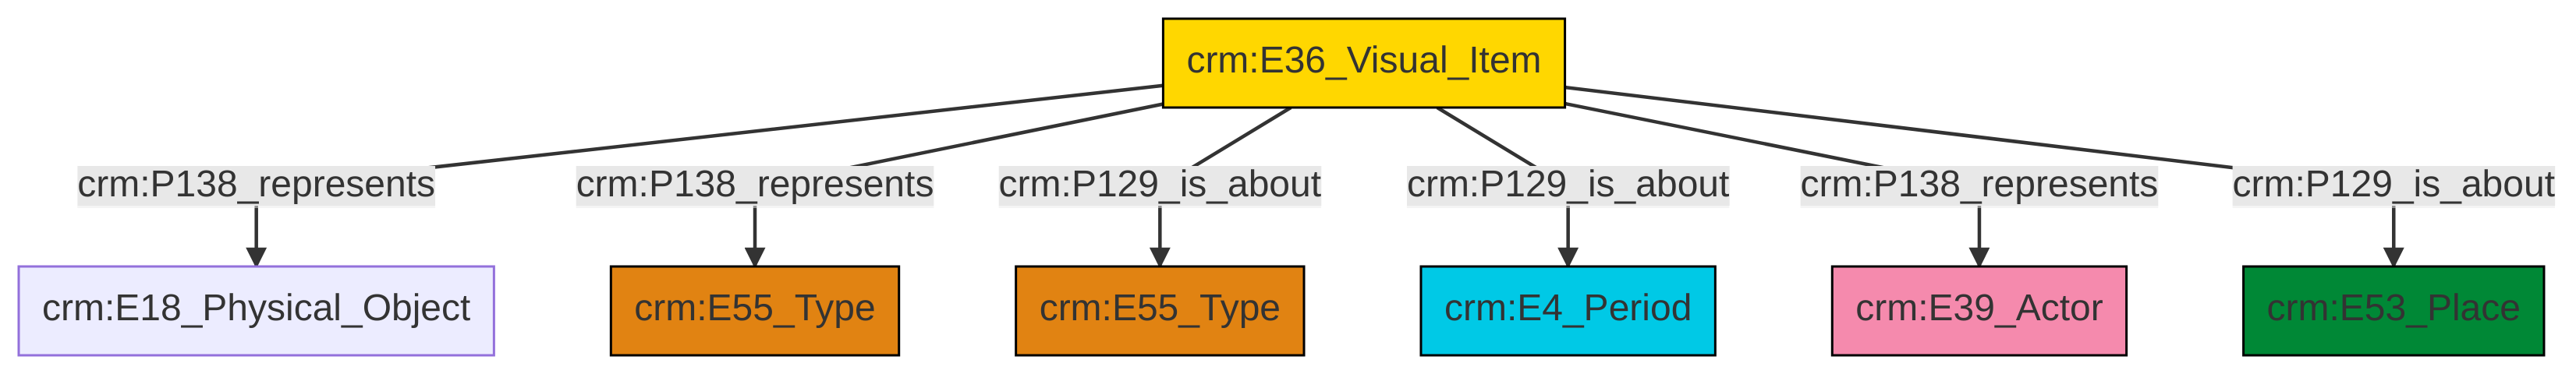 crm:E36_Visual_Item
crm:P138_represents
crm:P138_represents
crm:P129_is_about
crm:P129_is_about
crm:P138_represents
crm:P129_is_about
crm:E18_Physical_Object
crm:E55_Type
crm:E55_Type
crm:E4_Period
crm:E39_Actor
crm:E53_Place